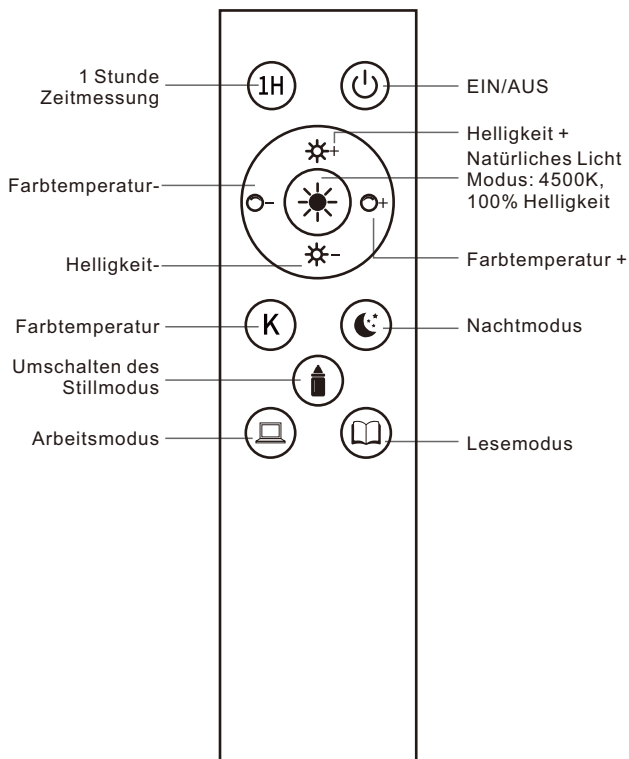 1 Stunde
Zeitmessung
1H
EIN/AUS
Helligkeit +
Natürliches Licht
Modus: 4500K,
100% Helligkeit
Farbtemperatur-
+
-
+
-
Helligkeit-
Farbtemperatur +
Farbtemperatur
K
Nachtmodus
Umschalten des
Stillmodus
Arbeitsmodus
Lesemodus